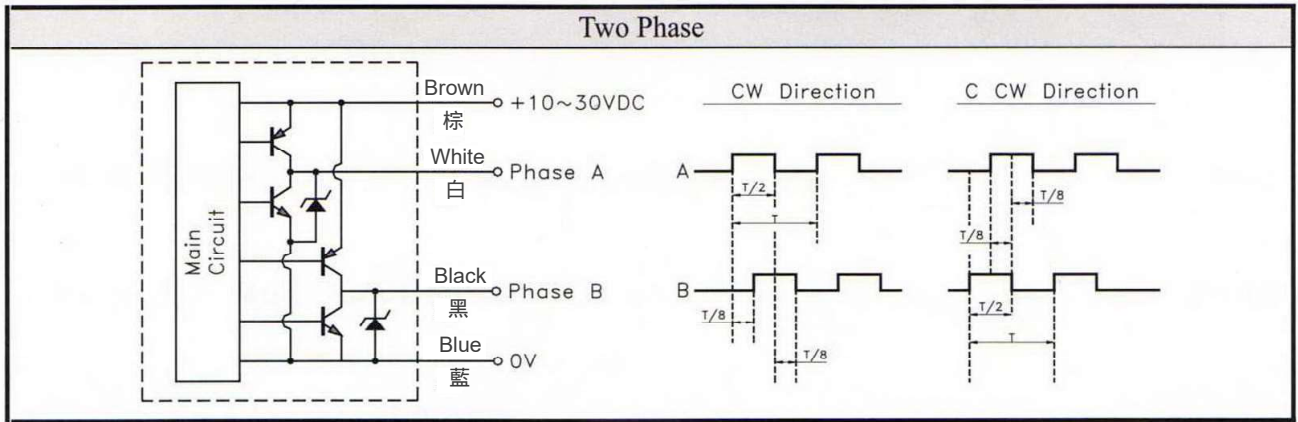 Two Phase
Main
Circuit
Brown
棕
+10~30VDC
White
白
Phase A
Black
黑
Phase B
Blue
藍
0V
CW Direction
A
T/2
T
B
T/8
T/8
C CW Direction
T/8
T/8
T/2
T